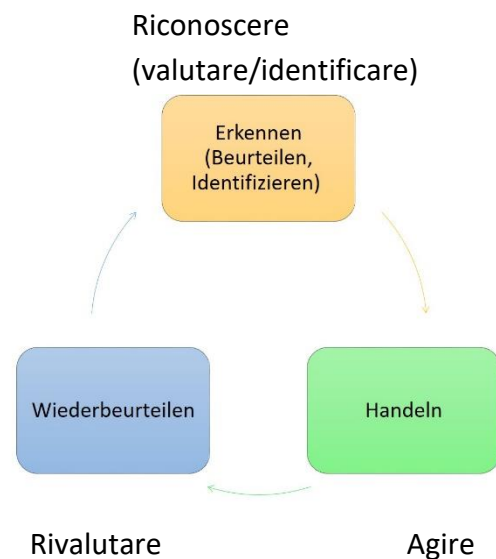 Riconoscere
(valutare/identificare)
Erkennen
(Beurteilen,
Identifizieren)
Wiederbeurteilen
Handeln
Rivalutare
Agire